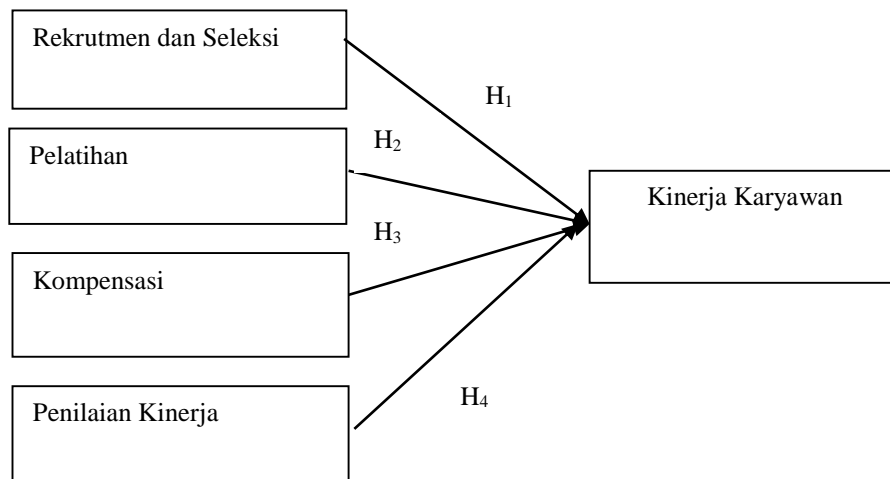 Rekrutmen dan Seleksi
H₁
Pelatihan
H₂
Kinerja Karyawan
H₃
Kompensasi
H₄
Penilaian Kinerja